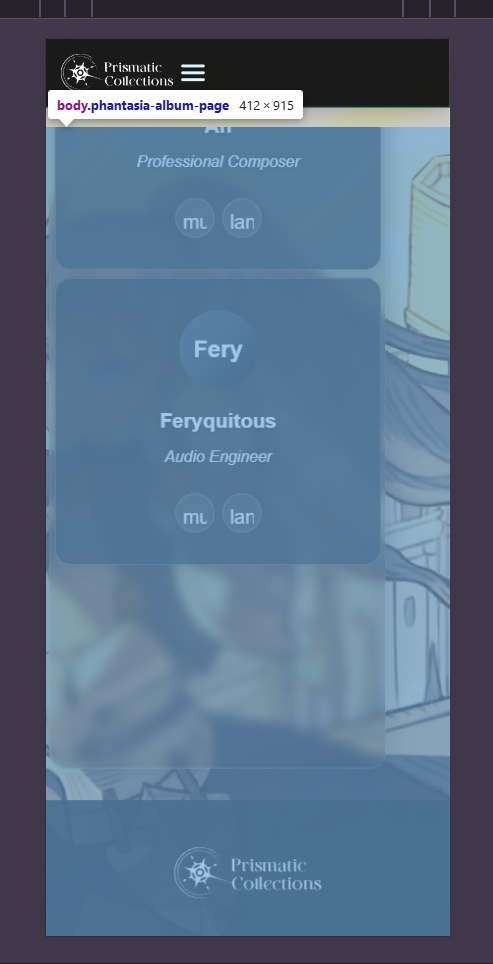 Prismatic
Collections
body.phantasia-album-page 412 × 915
Professional Composer
mu lan
Fery
Feryquitous
Audio Engineer
mu lan
Prismatic
Collections